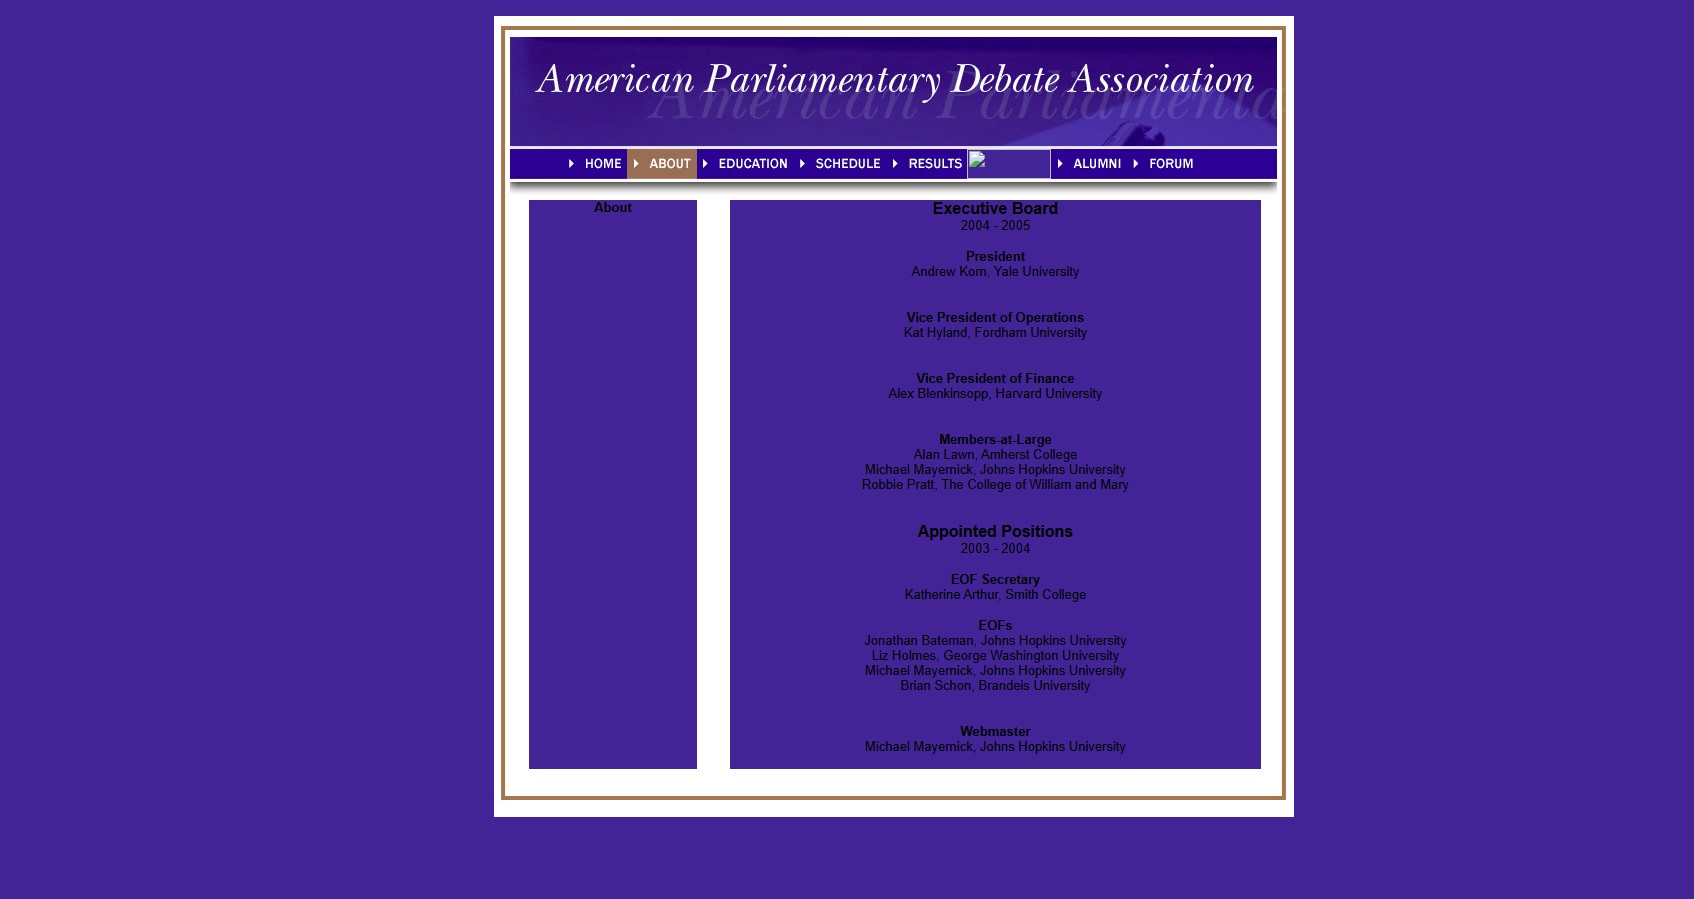 American Parliamentary Debate Association
American Parliamenta
HOME ABOUT EDUCATION SCHEDULE RESULTS ALUMNI FORUM
About
Executive Board
2004 - 2005
President
Andrew Korn, Yale University
Vice President of Operations
Kat Hyland, Fordham University
Vice President of Finance
Alex Blenkinsopp, Harvard University
Members-at-Large
Alan Lawn, Amherst College
Michael Mayernick, Johns Hopkins University
Robbie Pratt, The College of William and Mary
Appointed Positions
2003 - 2004
EOF Secretary
Katherine Arthur, Smith College
EOFs
Jonathan Bateman, Johns Hopkins University
Liz Holmes, George Washington University
Michael Mayernick, Johns Hopkins University
Brian Schon, Brandeis University
Webmaster
Michael Mayernick, Johns Hopkins University